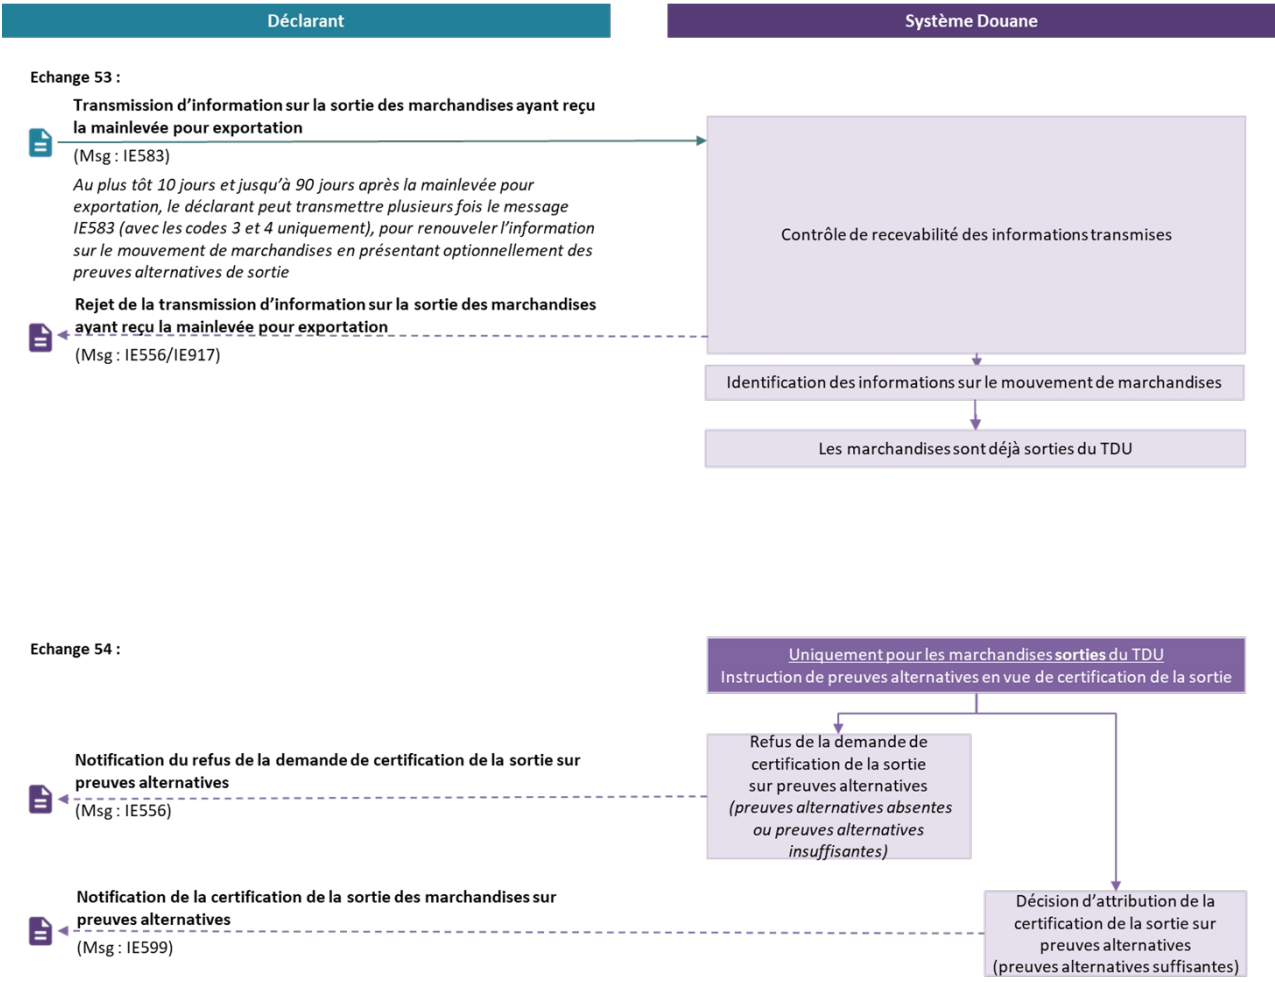 Déclarant
Système Douane
Echange 53 :
Transmission d’information sur la sortie des marchandises ayant reçu
la mainlevée pour exportation
(Msg : IE583)
Au plus tôt 10 jours et jusqu’à 90 jours après la mainlevée pour
exportation, le déclarant peut transmettre plusieurs fois le message
IE583 (avec les codes 3 et 4 uniquement), pour renouveler l’information
sur le mouvement de marchandises en présentant optionnellement des
preuves alternatives de sortie
Contrôle de recevabilité des informations transmises
Rejet de la transmission d’information sur la sortie des marchandises
ayant reçu la mainlevée pour exportation
(Msg : IE556/IE917)
Identification des informations sur le mouvement de marchandises
Les marchandises sont déjà sorties du TDU
Echange 54 :
Uniquement pour les marchandises sorties du TDU
Instruction de preuves alternatives en vue de certification de la sortie
Notification du refus de la demande de certification de la sortie sur
preuves alternatives
(Msg : IE556)
Refus de la demande de
certification de la sortie
sur preuves alternatives
(preuves alternatives absentes
ou preuves alternatives
insuffisantes)
Notification de la certification de la sortie des marchandises sur
preuves alternatives
(Msg : IE599)
Décision d’attribution de la
certification de la sortie sur
preuves alternatives
(preuves alternatives suffisantes)